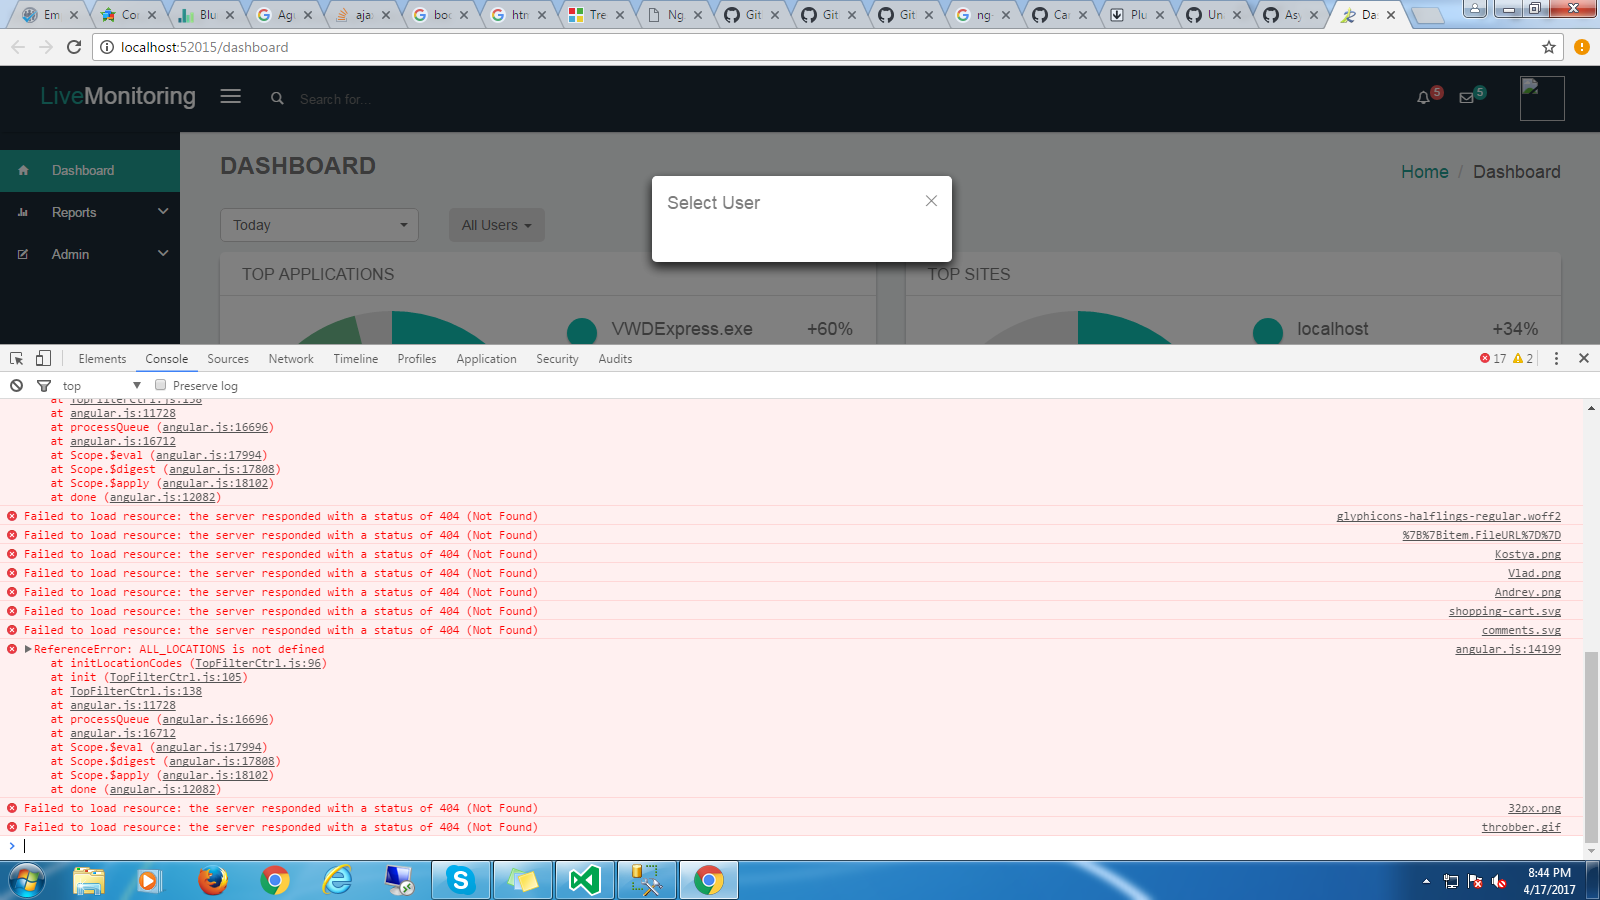 Em
Co
Blu
Agu
aja
boo
htm
Tre
Ng
Git
Git
Git
ng-
Car
Plu
Un
Asy
Da
localhost:52015/dashboard
LiveMonitoring
Search for...
5
5
Dashboard
Reports
Admin
DASHBOARD
Home / Dashboard
Today
All Users
Select User
TOP APPLICATIONS
TOP SITES
VWDExpress.exe +60%
localhost +34%
Elements Console Sources Network Timeline Profiles Application Security Audits
17 2
top Preserve log
at TopFilterCtrl.js:138
at angular.js:11728
at processQueue (angular.js:16696)
at angular.js:16712
at Scope.$eval (angular.js:17994)
at Scope.$digest (angular.js:17808)
at Scope.$apply (angular.js:18102)
at done (angular.js:12082)
Failed to load resource: the server responded with a status of 404 (Not Found) glyphicons-halflings-regular.woff2
Failed to load resource: the server responded with a status of 404 (Not Found) %7B%7Bitem.FileURL%7D%7D
Failed to load resource: the server responded with a status of 404 (Not Found) Kostya.png
Failed to load resource: the server responded with a status of 404 (Not Found) Vlad.png
Failed to load resource: the server responded with a status of 404 (Not Found) Andrey.png
Failed to load resource: the server responded with a status of 404 (Not Found) shopping-cart.svg
Failed to load resource: the server responded with a status of 404 (Not Found) comments.svg
ReferenceError: ALL_LOCATIONS is not defined angular.js:14199
at initLocationCodes (TopFilterCtrl.js:96)
at init (TopFilterCtrl.js:105)
at TopFilterCtrl.js:138
at angular.js:11728
at processQueue (angular.js:16696)
at angular.js:16712
at Scope.$eval (angular.js:17994)
at Scope.$digest (angular.js:17808)
at Scope.$apply (angular.js:18102)
at done (angular.js:12082)
Failed to load resource: the server responded with a status of 404 (Not Found) 32px.png
Failed to load resource: the server responded with a status of 404 (Not Found) throbber.gif
8:44 PM
4/17/2017